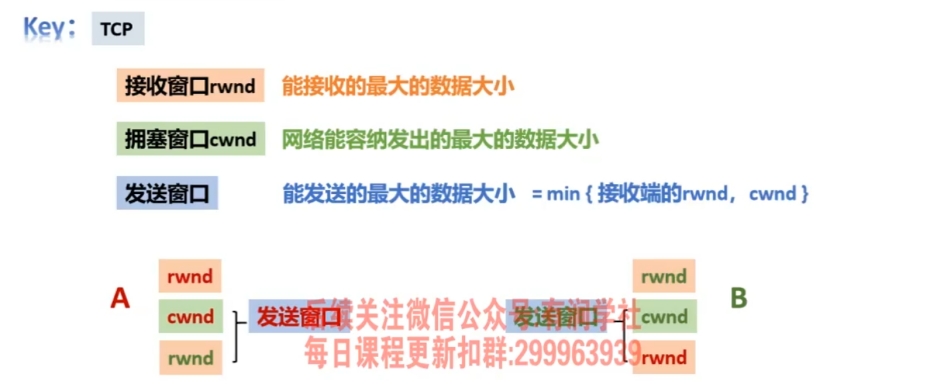 Key： TCP
接收窗口rwnd 能接收的最大的数据大小
拥塞窗口cwnd 网络能容纳发出的最大的数据大小
发送窗口 能发送的最大的数据大小 = min { 接收端的rwnd，cwnd }
rwnd rwnd
A cwnd 发送窗口 发送窗口 cwnd B
后续关注微信公众号:南润学社
rwnd rwnd
每日课程更新扣群:299963939